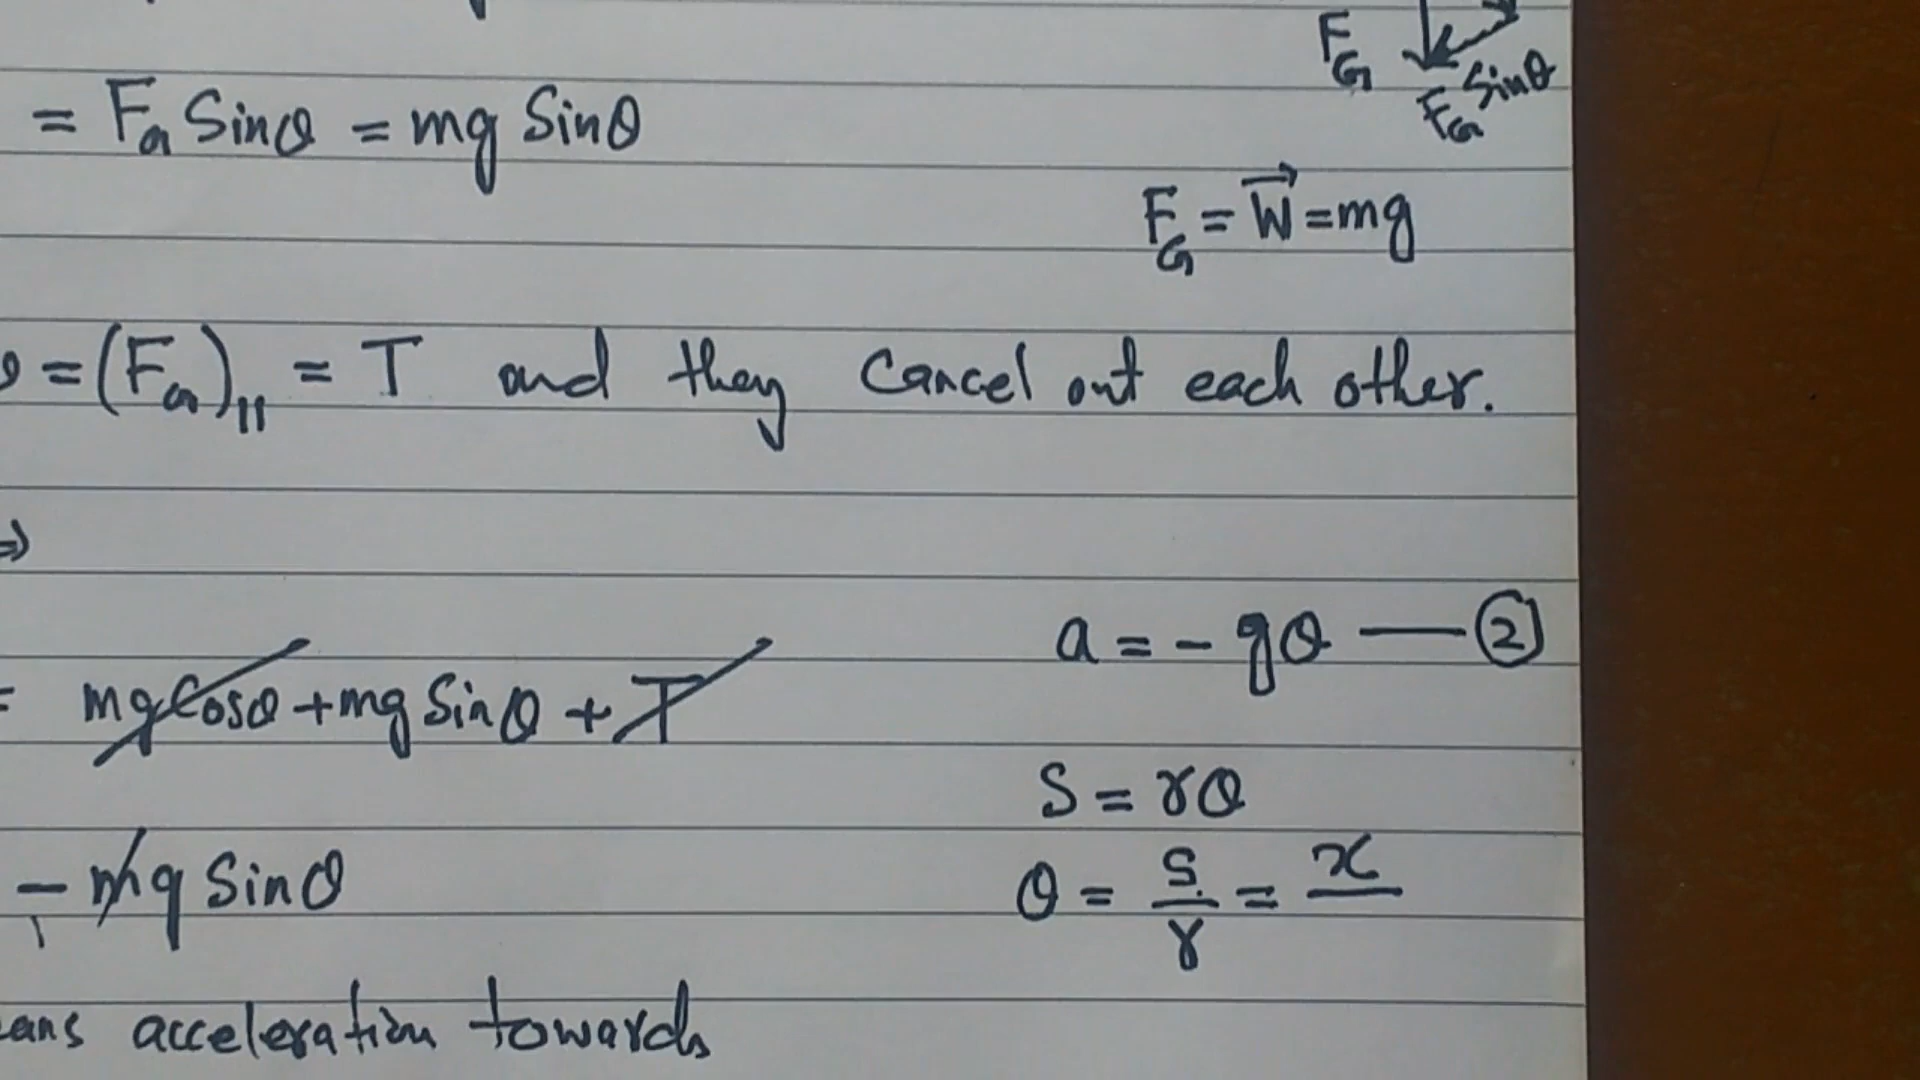 F_G
F_G Sinθ
= F_G Sinθ = mg Sinθ
F_G = W⃗ = mg
θ = (F_G)_|| = T and they Cancel out each other.
⇒
a = - gθ — ②
= mg Cosθ + mg Sinθ + T
S = rθ
- mg Sinθ
θ = S/r = x/
acceleration towards